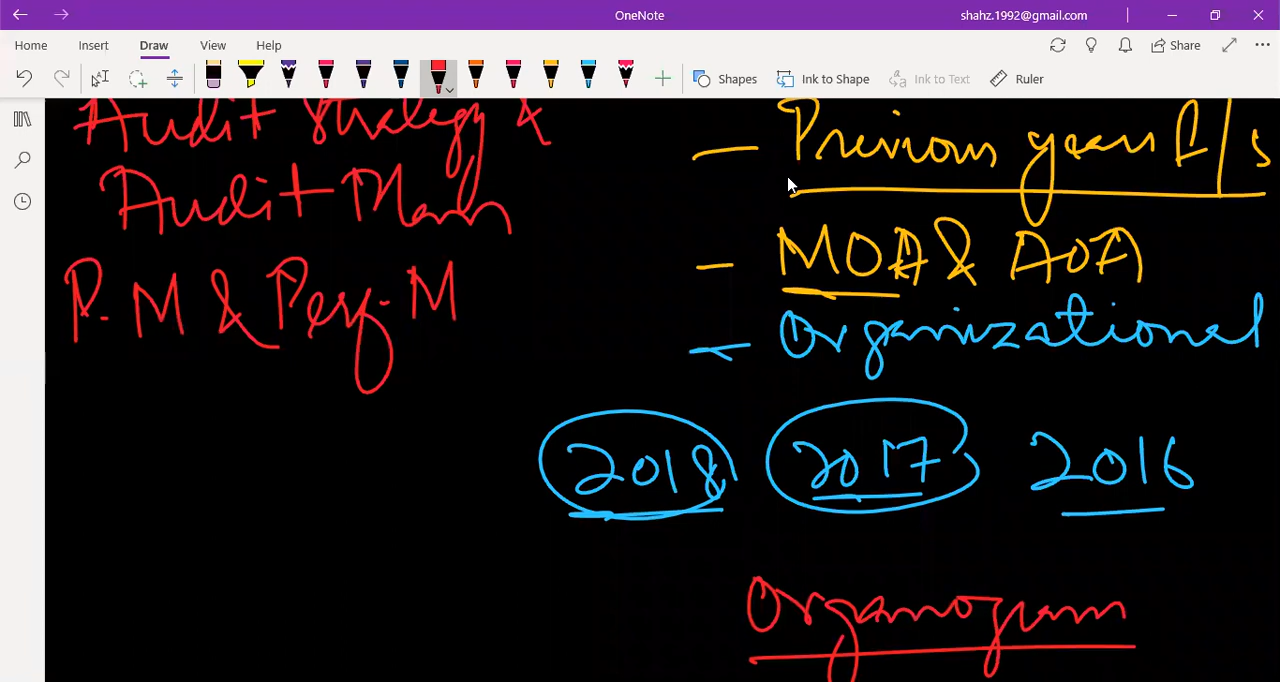 OneNote
shahz.1992@gmail.com
Home Insert Draw View Help
Share
Shapes Ink to Shape Ink to Text Ruler
Audit Strategy &
Audit Plan
P.M & Perf. M
— Previous year f/s
— MOA & AOA
— Organizational
2018 2017 2016
Organogram